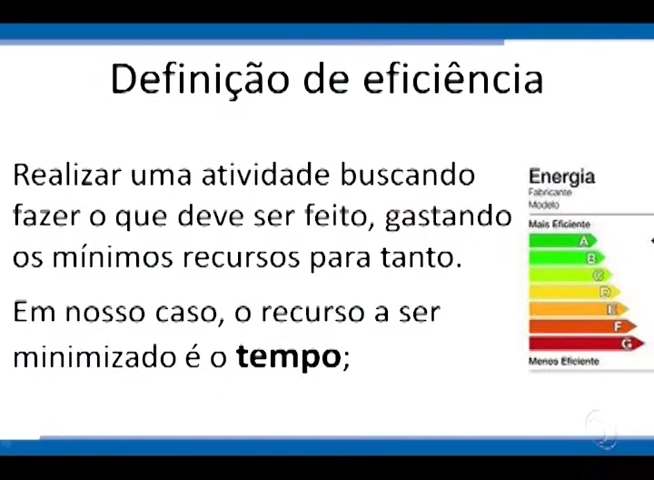 Definição de eficiência
Realizar uma atividade buscando
fazer o que deve ser feito, gastando
os mínimos recursos para tanto.
Em nosso caso, o recurso a ser
minimizado é o tempo;
Energia
Fabricante
Modelo
Mais Eficiente
A
B
C
D
E
F
G
Menos Eficiente